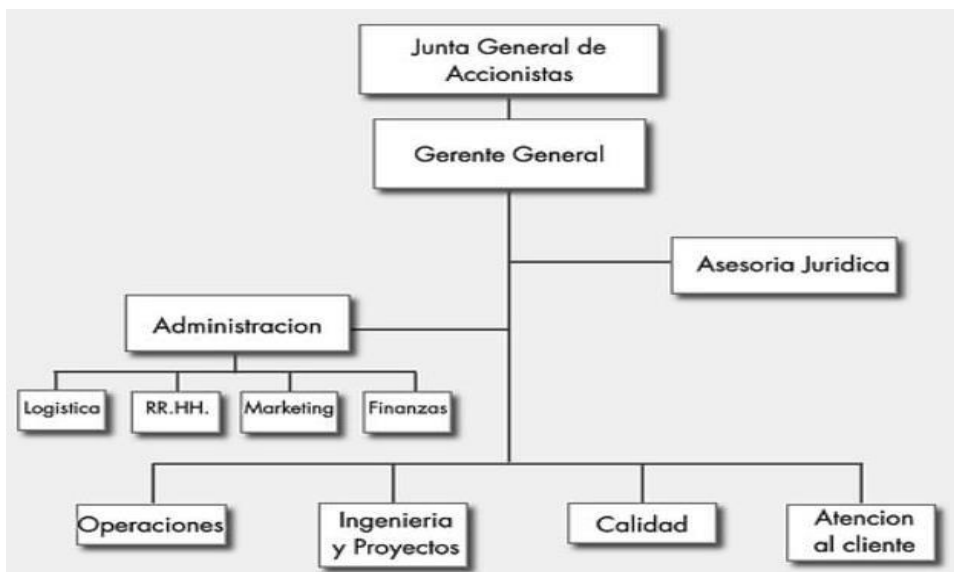 Junta General de
Accionistas
Gerente General
Asesoria Juridica
Administracion
Logistica
RR.HH.
Marketing
Finanzas
Operaciones
Ingenieria
y Proyectos
Calidad
Atencion
al cliente